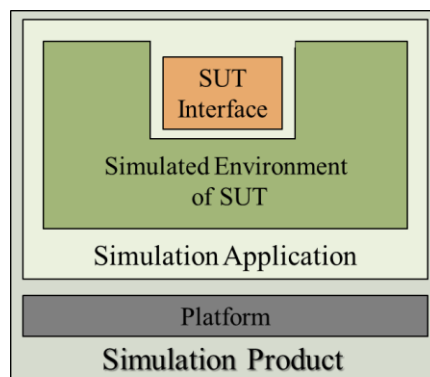 SUT
Interface
Simulated Environment
of SUT
Simulation Application
Platform
Simulation Product